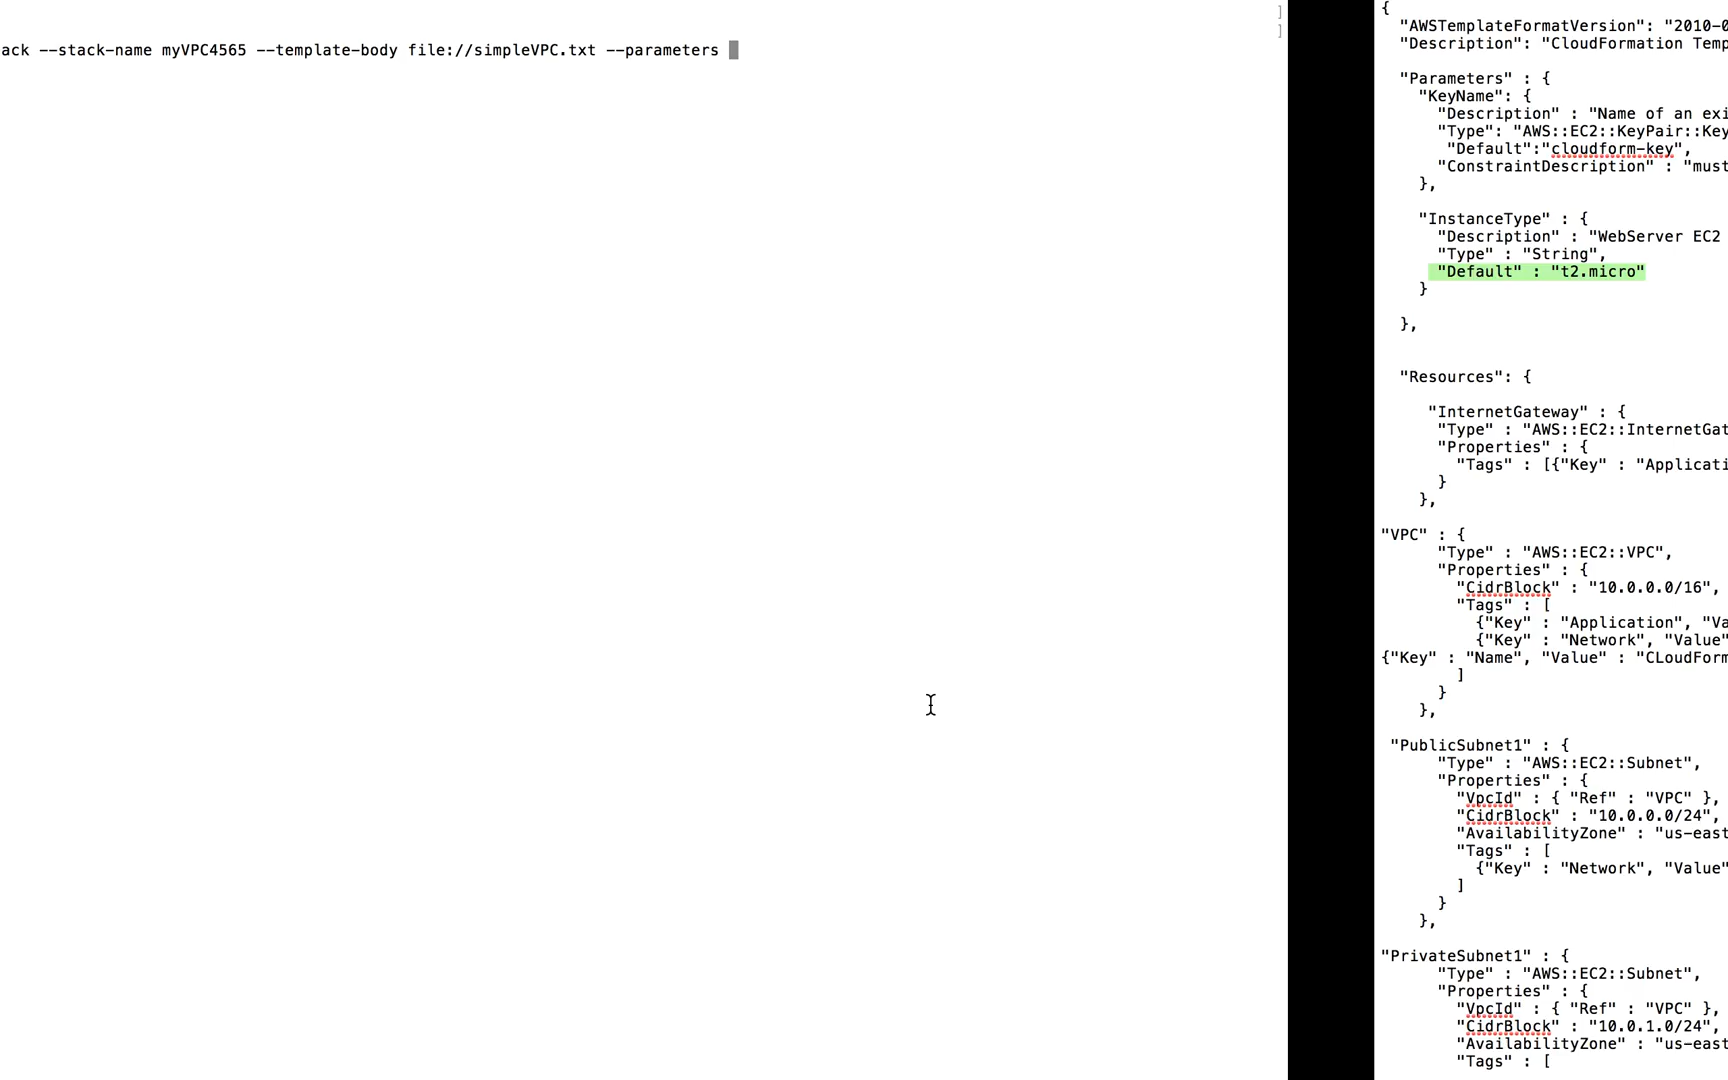 ack --stack-name myVPC4565 --template-body file://simpleVPC.txt --parameters
]
]
{
"AWSTemplateFormatVersion": "2010-0
"Description": "CloudFormation Temp
"Parameters" : {
"KeyName": {
"Description" : "Name of an exi
"Type": "AWS::EC2::KeyPair::Key
"Default":"cloudform-key",
"ConstraintDescription" : "must
},
"InstanceType" : {
"Description" : "WebServer EC2
"Type" : "String",
"Default" : "t2.micro"
}
},
"Resources": {
"InternetGateway" : {
"Type" : "AWS::EC2::InternetGat
"Properties" : {
"Tags" : [{"Key" : "Applicati
}
},
"VPC" : {
"Type" : "AWS::EC2::VPC",
"Properties" : {
"CidrBlock" : "10.0.0.0/16",
"Tags" : [
{"Key" : "Application", "Va
{"Key" : "Network", "Value"
{"Key" : "Name", "Value" : "CLoudForm
]
}
},
"PublicSubnet1" : {
"Type" : "AWS::EC2::Subnet",
"Properties" : {
"VpcId" : { "Ref" : "VPC" },
"CidrBlock" : "10.0.0.0/24",
"AvailabilityZone" : "us-east
"Tags" : [
{"Key" : "Network", "Value"
]
}
},
"PrivateSubnet1" : {
"Type" : "AWS::EC2::Subnet",
"Properties" : {
"VpcId" : { "Ref" : "VPC" },
"CidrBlock" : "10.0.1.0/24",
"AvailabilityZone" : "us-east
"Tags" : [